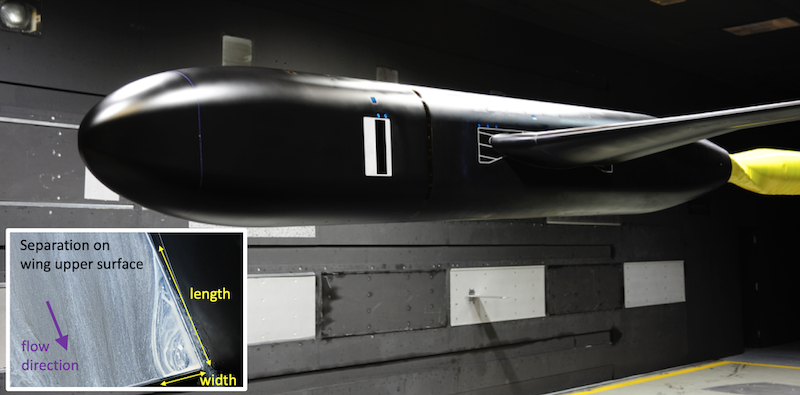 Separation on
wing upper surface
length
flow
direction
width